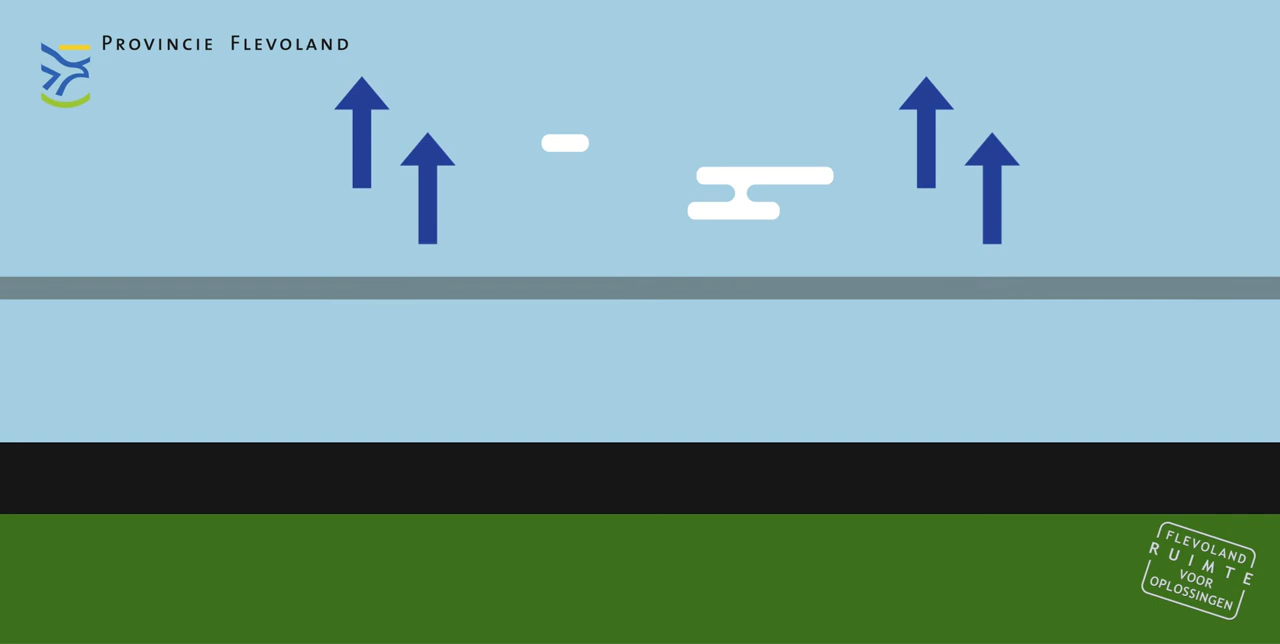 PROVINCIE FLEVOLAND
FLEVOLAND
RUIMTE
VOOR
OPLOSSINGEN